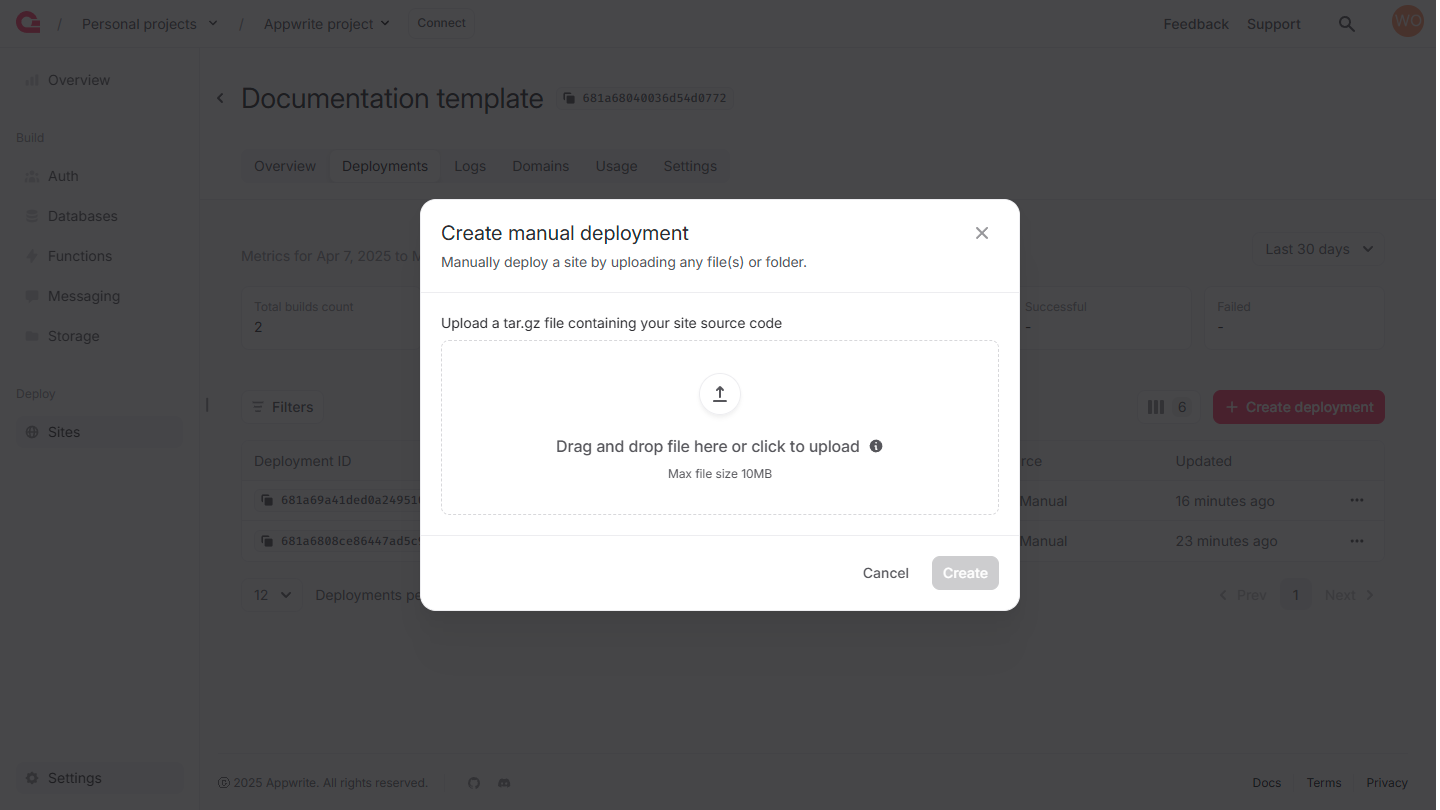 / Personal projects / Appwrite project Connect Feedback Support WO
Overview
Documentation template 681a68040036d54d0772
Build
Overview Deployments Logs Domains Usage Settings
Auth
Databases
Functions
Messaging
Storage
Deploy
Sites
Settings
Create manual deployment
Manually deploy a site by uploading any file(s) or folder.
Metrics for Apr 7, 2025 to Last 30 days
Total builds count
2
Successful
-
Failed
-
Upload a tar.gz file containing your site source code
Drag and drop file here or click to upload
Max file size 10MB
Cancel Create
Filters 6 + Create deployment
Deployment ID Updated
681a69a41ded0a24951 Manual 16 minutes ago
681a6808ce86447ad5c Manual 23 minutes ago
12 Deployments Prev 1 Next
© 2025 Appwrite. All rights reserved. Docs Terms Privacy